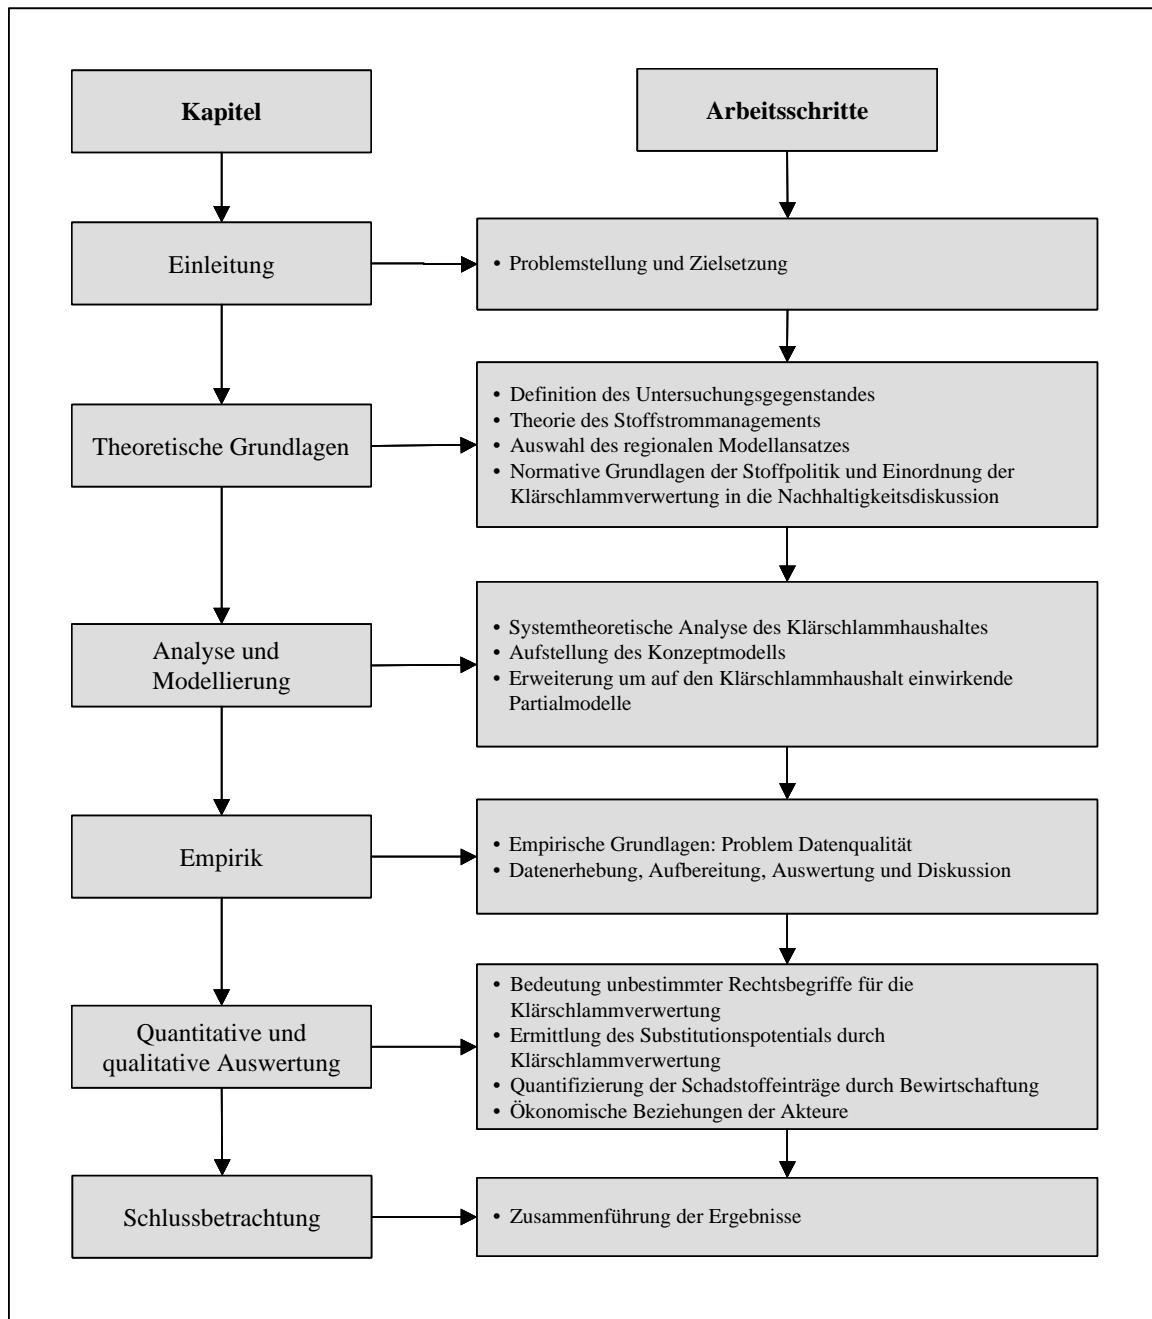 Kapitel
Arbeitsschritte
Einleitung
• Problemstellung und Zielsetzung
Theoretische Grundlagen
• Definition des Untersuchungsgegenstandes
• Theorie des Stoffstrommanagements
• Auswahl des regionalen Modellansatzes
• Normative Grundlagen der Stoffpolitik und Einordnung der
Klärschlammverwertung in die Nachhaltigkeitsdiskussion
Analyse und
Modellierung
• Systemtheoretische Analyse des Klärschlammhaushaltes
• Aufstellung des Konzeptmodells
• Erweiterung um auf den Klärschlammhaushalt einwirkende
Partialmodelle
Empirik
• Empirische Grundlagen: Problem Datenqualität
• Datenerhebung, Aufbereitung, Auswertung und Diskussion
Quantitative und
qualitative Auswertung
• Bedeutung unbestimmter Rechtsbegriffe für die
Klärschlammverwertung
• Ermittlung des Substitutionspotentials durch
Klärschlammverwertung
• Quantifizierung der Schadstoffeinträge durch Bewirtschaftung
• Ökonomische Beziehungen der Akteure
Schlussbetrachtung
• Zusammenführung der Ergebnisse